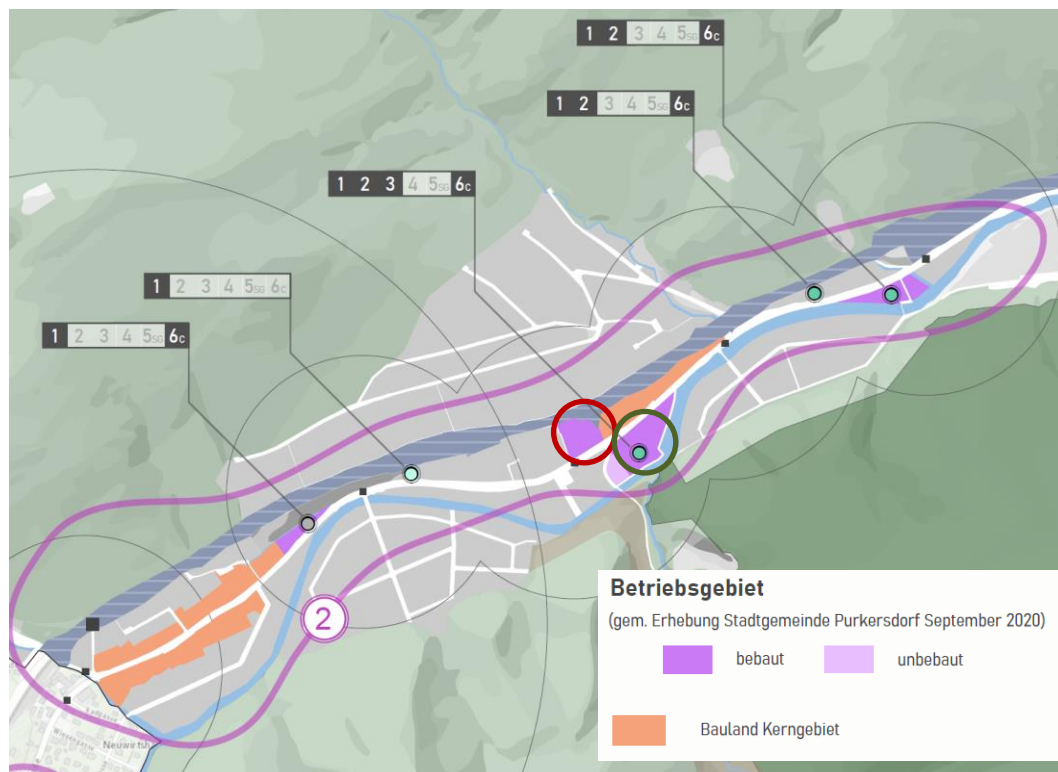 1 2 3 4 5SG 6c
1 2 3 4 5SG 6c
1 2 3 4 5SG 6c
1 2 3 4 5SG 6c
1 2 3 4 5SG 6c
2
Neuwirtsh
Betriebsgebiet
(gem. Erhebung Stadtgemeinde Purkersdorf September 2020)
bebaut unbebaut
Bauland Kerngebiet